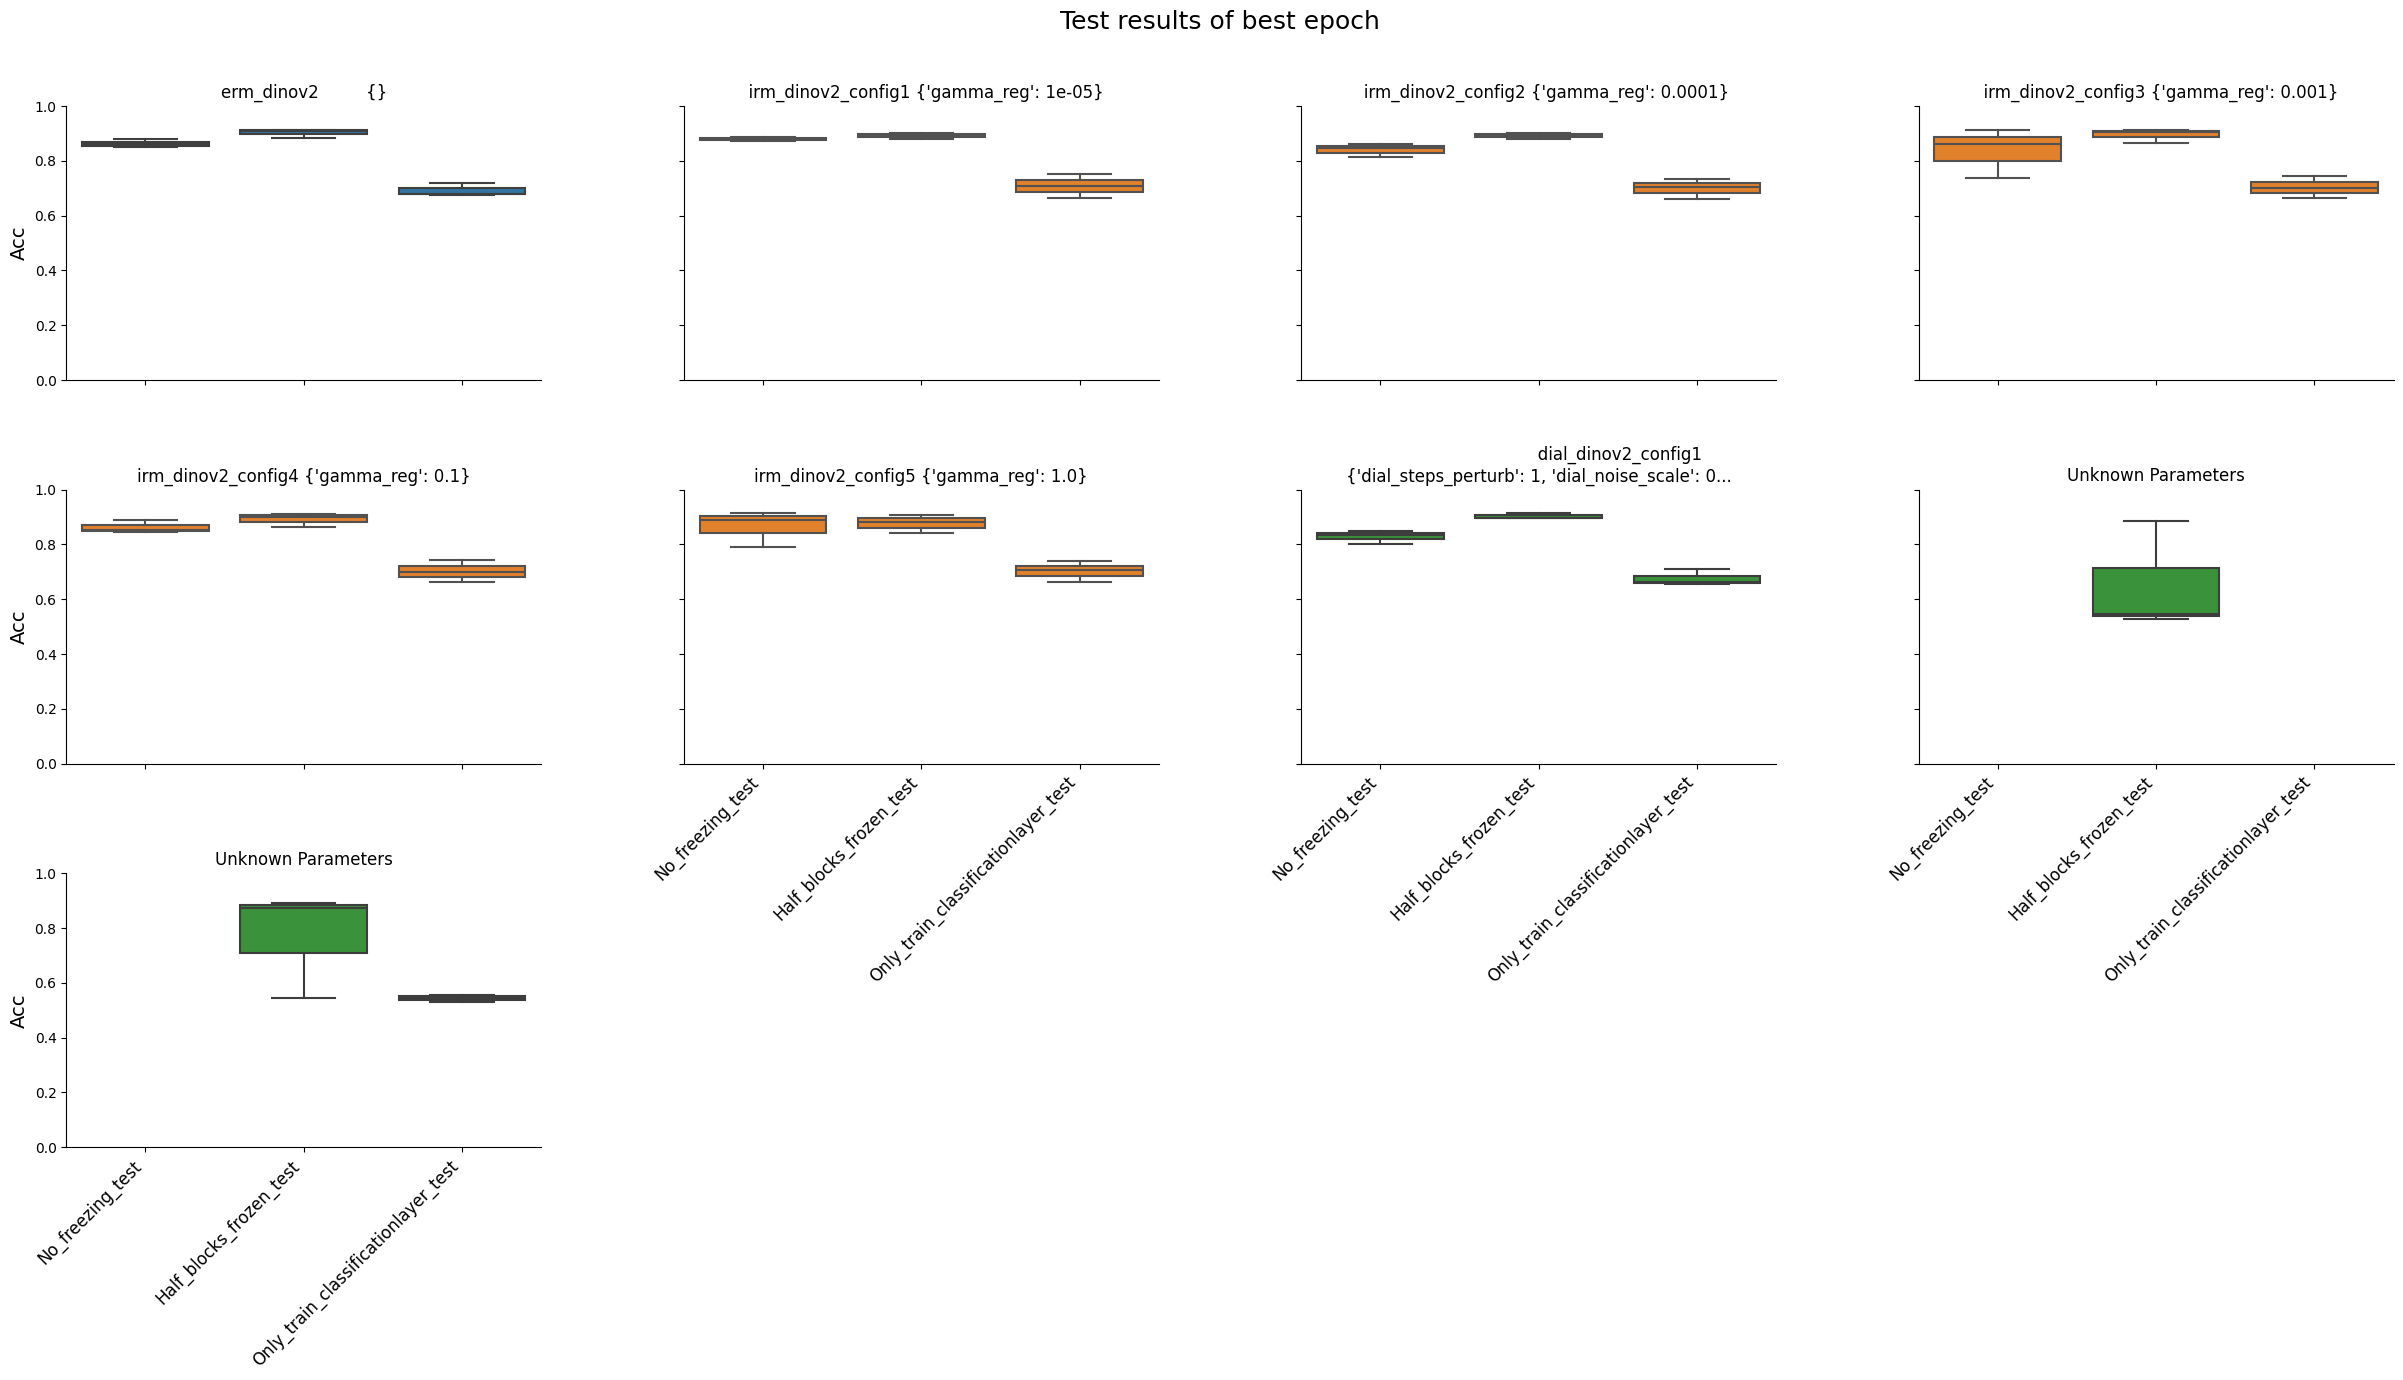 Test results of best epoch
erm_dinov2 {}
irm_dinov2_config1 {'gamma_reg': 1e-05}
irm_dinov2_config2 {'gamma_reg': 0.0001}
irm_dinov2_config3 {'gamma_reg': 0.001}
1.0
0.8
0.6
0.4
0.2
0.0
Acc
irm_dinov2_config4 {'gamma_reg': 0.1}
irm_dinov2_config5 {'gamma_reg': 1.0}
dial_dinov2_config1
{'dial_steps_perturb': 1, 'dial_noise_scale': 0...
Unknown Parameters
1.0
0.8
0.6
0.4
0.2
0.0
Acc
No_freezing_test
Half_blocks_frozen_test
Only_train_classificationlayer_test
No_freezing_test
Half_blocks_frozen_test
Only_train_classificationlayer_test
No_freezing_test
Half_blocks_frozen_test
Only_train_classificationlayer_test
Unknown Parameters
1.0
0.8
0.6
0.4
0.2
0.0
Acc
No_freezing_test
Half_blocks_frozen_test
Only_train_classificationlayer_test